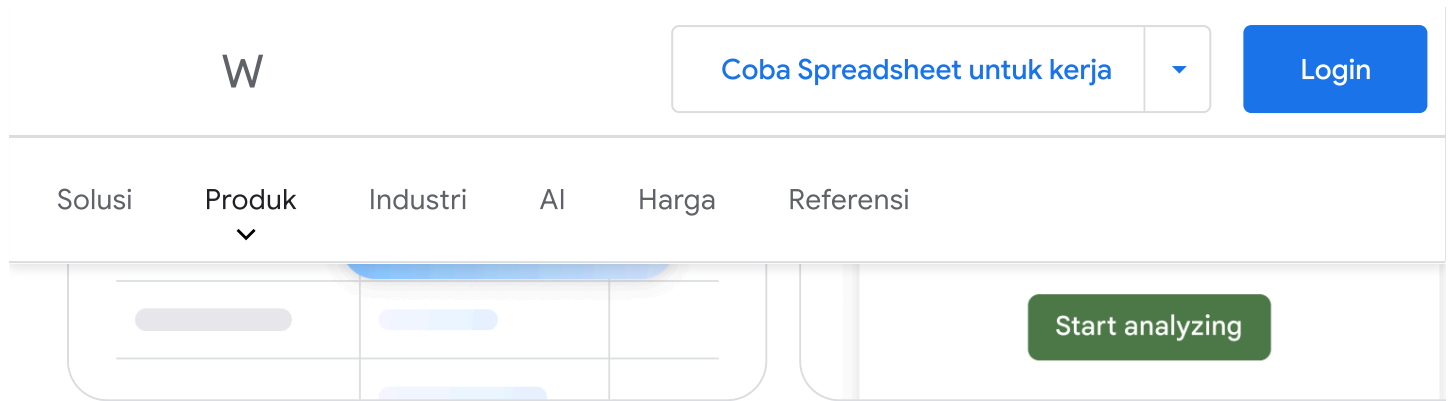 W
Coba Spreadsheet untuk kerja
Login
Solusi
Produk
Industri
AI
Harga
Referensi
Start analyzing